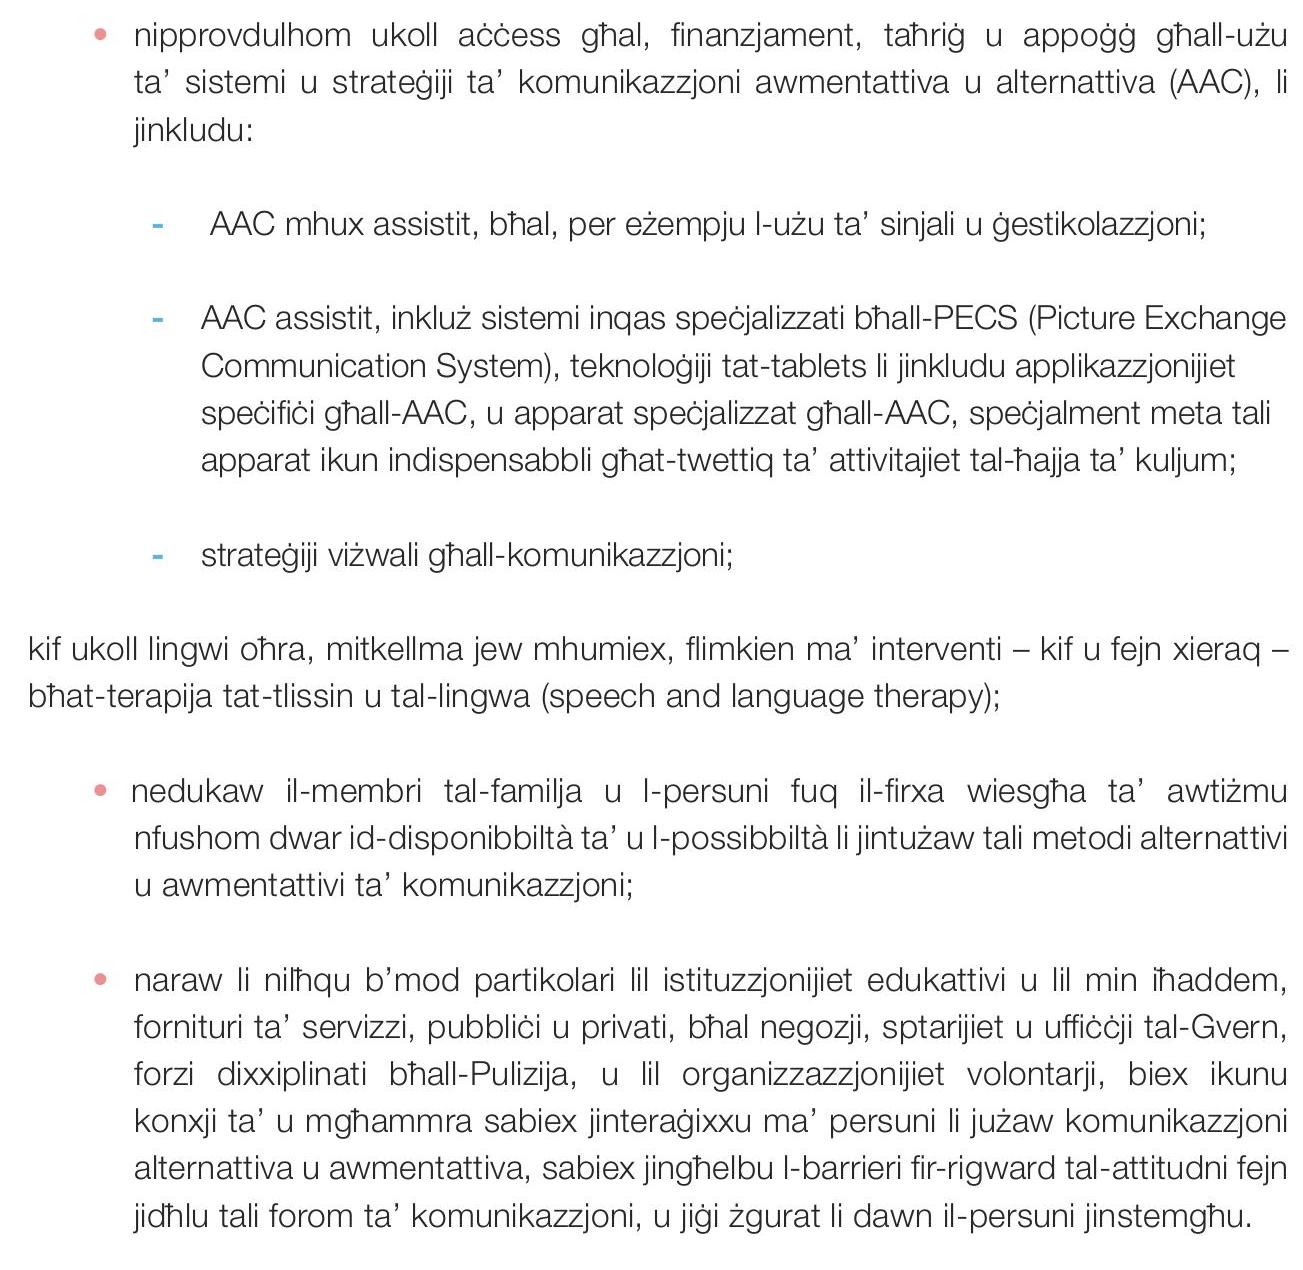 • nipprovdulhom ukoll aċċess għal, finanzjament, taħriġ u appoġġ għall-użu
ta’ sistemi u strateġiji ta’ komunikazzjoni awmentattiva u alternattiva (AAC), li
jinkludu:
- AAC mhux assistit, bħal, per eżempju l-użu ta’ sinjali u ġestikolazzjoni;
- AAC assistit, inkluż sistemi inqas speċjalizzati bħall-PECS (Picture Exchange
Communication System), teknoloġiji tat-tablets li jinkludu applikazzjonijiet
speċifiċi għall-AAC, u apparat speċjalizzat għall-AAC, speċjalment meta tali
apparat ikun indispensabbli għat-twettiq ta’ attivitajiet tal-ħajja ta’ kuljum;
- strateġiji viżwali għall-komunikazzjoni;
kif ukoll lingwi oħra, mitkellma jew mhumiex, flimkien ma’ interventi – kif u fejn xieraq –
bħat-terapija tat-tlissin u tal-lingwa (speech and language therapy);
• nedukaw il-membri tal-familja u l-persuni fuq il-firxa wiesgħa ta’ awtiżmu
nfushom dwar id-disponibbiltà ta’ u l-possibbiltà li jintużaw tali metodi alternattivi
u awmentattivi ta’ komunikazzjoni;
• naraw li nilħqu b’mod partikolari lil istituzzjonijiet edukattivi u lil min iħaddem,
fornituri ta’ servizzi, pubbliċi u privati, bħal negozji, sptarijiet u uffiċċji tal-Gvern,
forzi dixxiplinati bħall-Pulizija, u lil organizzazzjonijiet volontarji, biex ikunu
konxji ta’ u mgħammra sabiex jinteraġixxu ma’ persuni li jużaw komunikazzjoni
alternattiva u awmentattiva, sabiex jingħelbu l-barrieri fir-rigward tal-attitudni fejn
jidħlu tali forom ta’ komunikazzjoni, u jiġi żgurat li dawn il-persuni jinstemgħu.